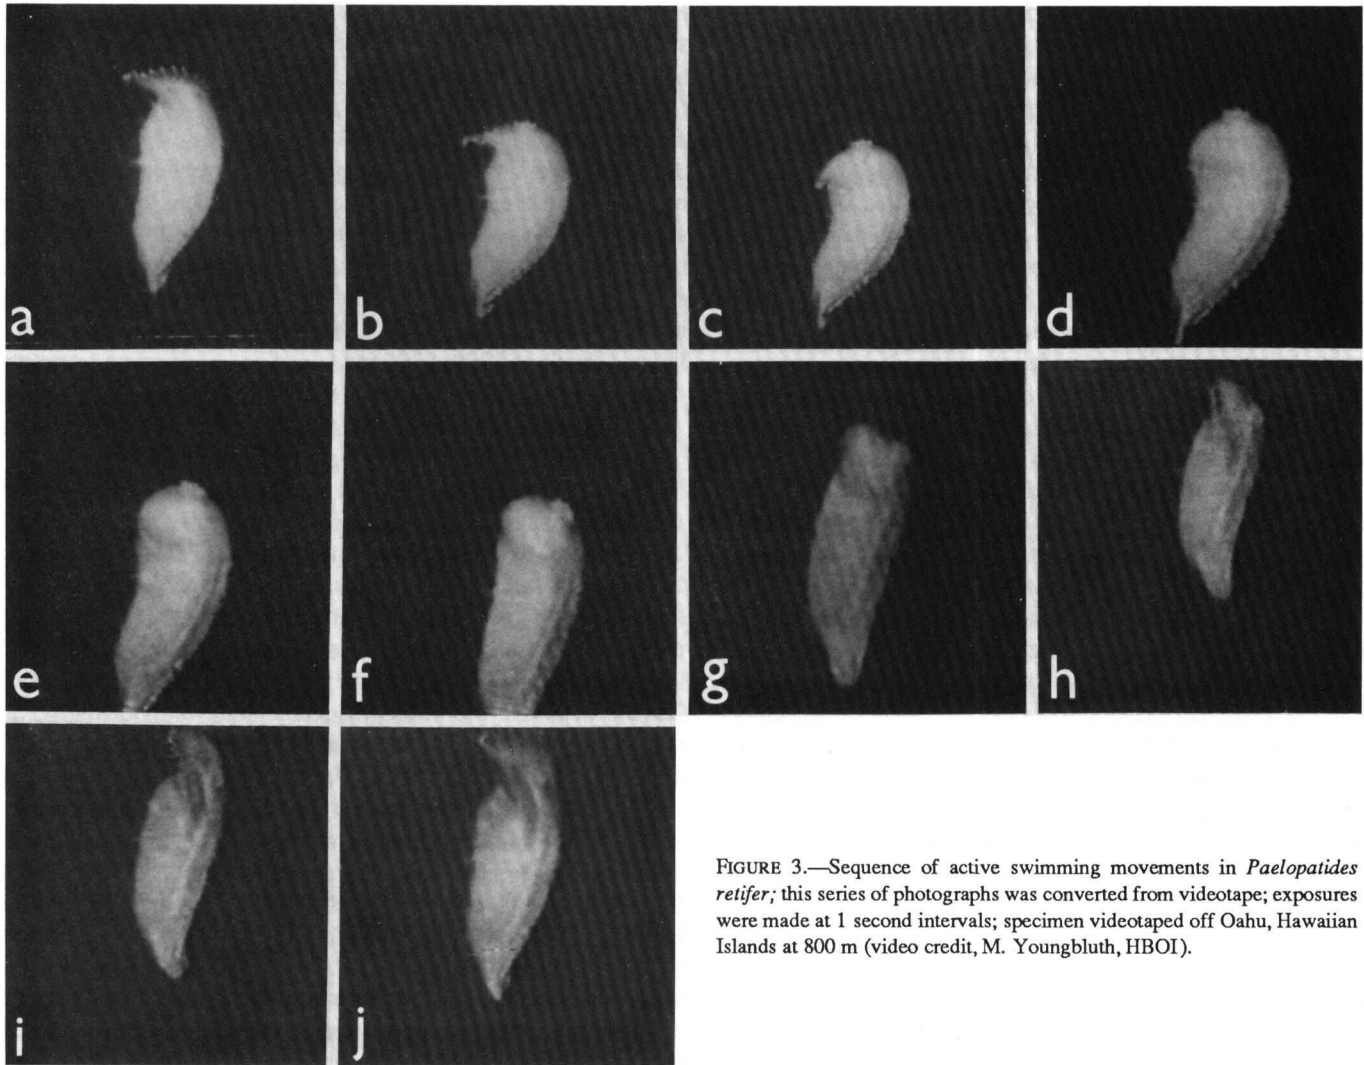 a
b
c
d
e
f
g
h
i
j
FIGURE 3.—Sequence of active swimming movements in Paelopatides
retifer; this series of photographs was converted from videotape; exposures
were made at 1 second intervals; specimen videotaped off Oahu, Hawaiian
Islands at 800 m (video credit, M. Youngbluth, HBOI).